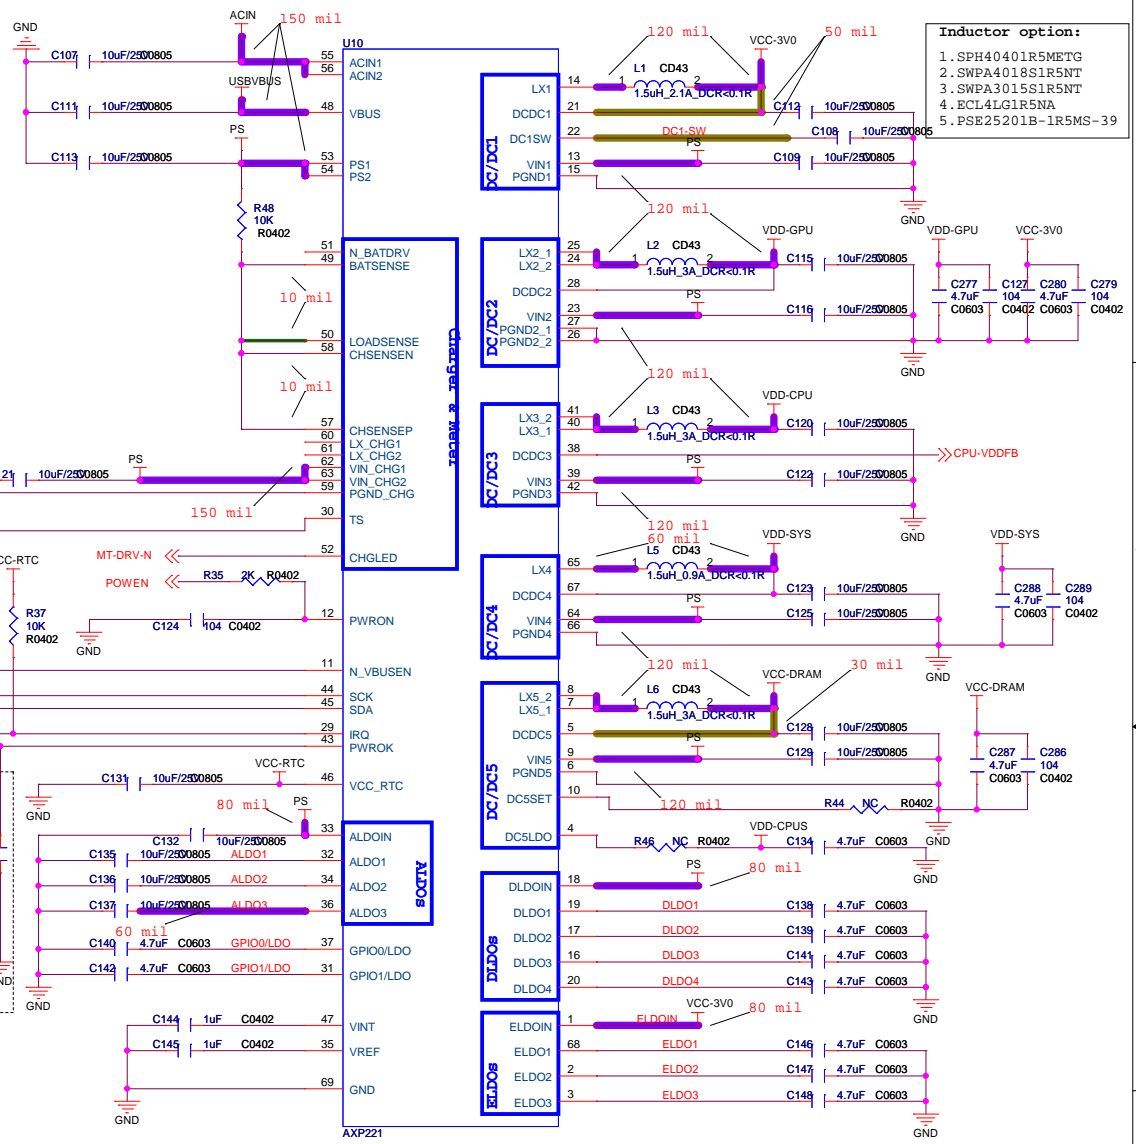 GND
ACIN
150 mil
C107
10uF/25V
C0805
55
56
USBVBUS
C111
10uF/25V
C0805
48
PS
C113
10uF/25V
C0805
53
54
R48
10K
R0402
51
49
10 mil
50
58
10 mil
57
60
61
62
63
59
PS
21
10uF/25V
C0805
150 mil
30
MT-DRV-N
52
POWEN
R35
2K
R0402
C124
104
C0402
12
GND
CC-RTC
R37
10K
R0402
11
44
45
29
43
VCC-RTC
C131
10uF/25V
C0805
46
GND
80 mil
PS
C132
10uF/25V
C0805
33
C135
10uF/25V
C0805
ALDO1
32
C136
10uF/25V
C0805
ALDO2
34
C137
10uF/25V
C0805
ALDO3
36
60 mil
C140
4.7uF
C0603
GPIO0/LDO
37
C142
4.7uF
C0603
GPIO1/LDO
31
GND
ND
C144
1uF
C0402
47
C145
1uF
C0402
35
69
GND
U10
ACIN1
ACIN2
VBUS
PS1
PS2
N_BATDRV
BATSENSE
LOADSENSE
CHSENSEN
CHSENSEP
LX_CHG1
LX_CHG2
VIN_CHG1
VIN_CHG2
PGND_CHG
TS
CHGLED
Charger & Meter
PWRON
N_VBUSEN
SCK
SDA
IRQ
PWROK
VCC_RTC
ALDOIN
ALDO1
ALDO2
ALDO3
ALDOs
GPIO0/LDO
GPIO1/LDO
VINT
VREF
GND
AXP221
DC/DC1
LX1
DCDC1
DC1SW
VIN1
PGND1
14
21
22
13
15
120 mil
L1
CD43
1
2
1.5uH_2.1A_DCR<0.1R
VCC-3V0
50 mil
C112
10uF/25V
C0805
DC1-SW
C108
10uF/25V
C0805
PS
C109
10uF/25V
C0805
GND
120 mil
DC/DC2
LX2_1
LX2_2
DCDC2
VIN2
PGND2_1
PGND2_2
25
24
28
23
27
26
L2
CD43
1
2
1.5uH_3A_DCR<0.1R
VDD-GPU
C115
10uF/25V
C0805
PS
C116
10uF/25V
C0805
GND
120 mil
DC/DC3
LX3_2
LX3_1
DCDC3
VIN3
PGND3
41
40
38
39
42
L3
CD43
1
2
1.5uH_3A_DCR<0.1R
VDD-CPU
C120
10uF/25V
C0805
CPU-VDDFB
PS
C122
10uF/25V
C0805
GND
120 mil
60 mil
DC/DC4
LX4
DCDC4
VIN4
PGND4
65
67
64
66
L5
CD43
1
2
1.5uH_0.9A_DCR<0.1R
VDD-SYS
C123
10uF/25V
C0805
PS
C125
10uF/25V
C0805
GND
120 mil
DC/DC5
LX5_2
LX5_1
DCDC5
VIN5
PGND5
DC5SET
DC5LDO
8
7
5
9
6
10
4
L6
CD43
1
2
1.5uH_3A_DCR<0.1R
VCC-DRAM
30 mil
C128
10uF/25V
C0805
PS
C129
10uF/25V
C0805
120 mil
R44
NC
R0402
GND
R46
NC
R0402
VDD-CPUS
C134
4.7uF
C0603
GND
DLDOs
DLDOIN
DLDO1
DLDO2
DLDO3
DLDO4
18
19
17
16
20
PS
80 mil
DLDO1
C138
4.7uF
C0603
DLDO2
C139
4.7uF
C0603
DLDO3
C141
4.7uF
C0603
DLDO4
C143
4.7uF
C0603
GND
ELDOs
ELDOIN
ELDO1
ELDO2
ELDO3
1
68
2
3
ELDOIN
VCC-3V0
80 mil
ELDO1
C146
4.7uF
C0603
ELDO2
C147
4.7uF
C0603
ELDO3
C148
4.7uF
C0603
GND
Inductor option:
1.SPH40401R5METG
2.SWPA4018S1R5NT
3.SWPA3015S1R5NT
4.ECL4LG1R5NA
5.PSE25201B-1R5MS-39
VDD-GPU
VCC-3V0
C277
4.7uF
C0603
C127
104
C0402
C280
4.7uF
C0603
C279
104
C0402
VDD-SYS
C288
4.7uF
C0603
C289
104
C0402
VCC-DRAM
C287
4.7uF
C0603
C286
104
C0402